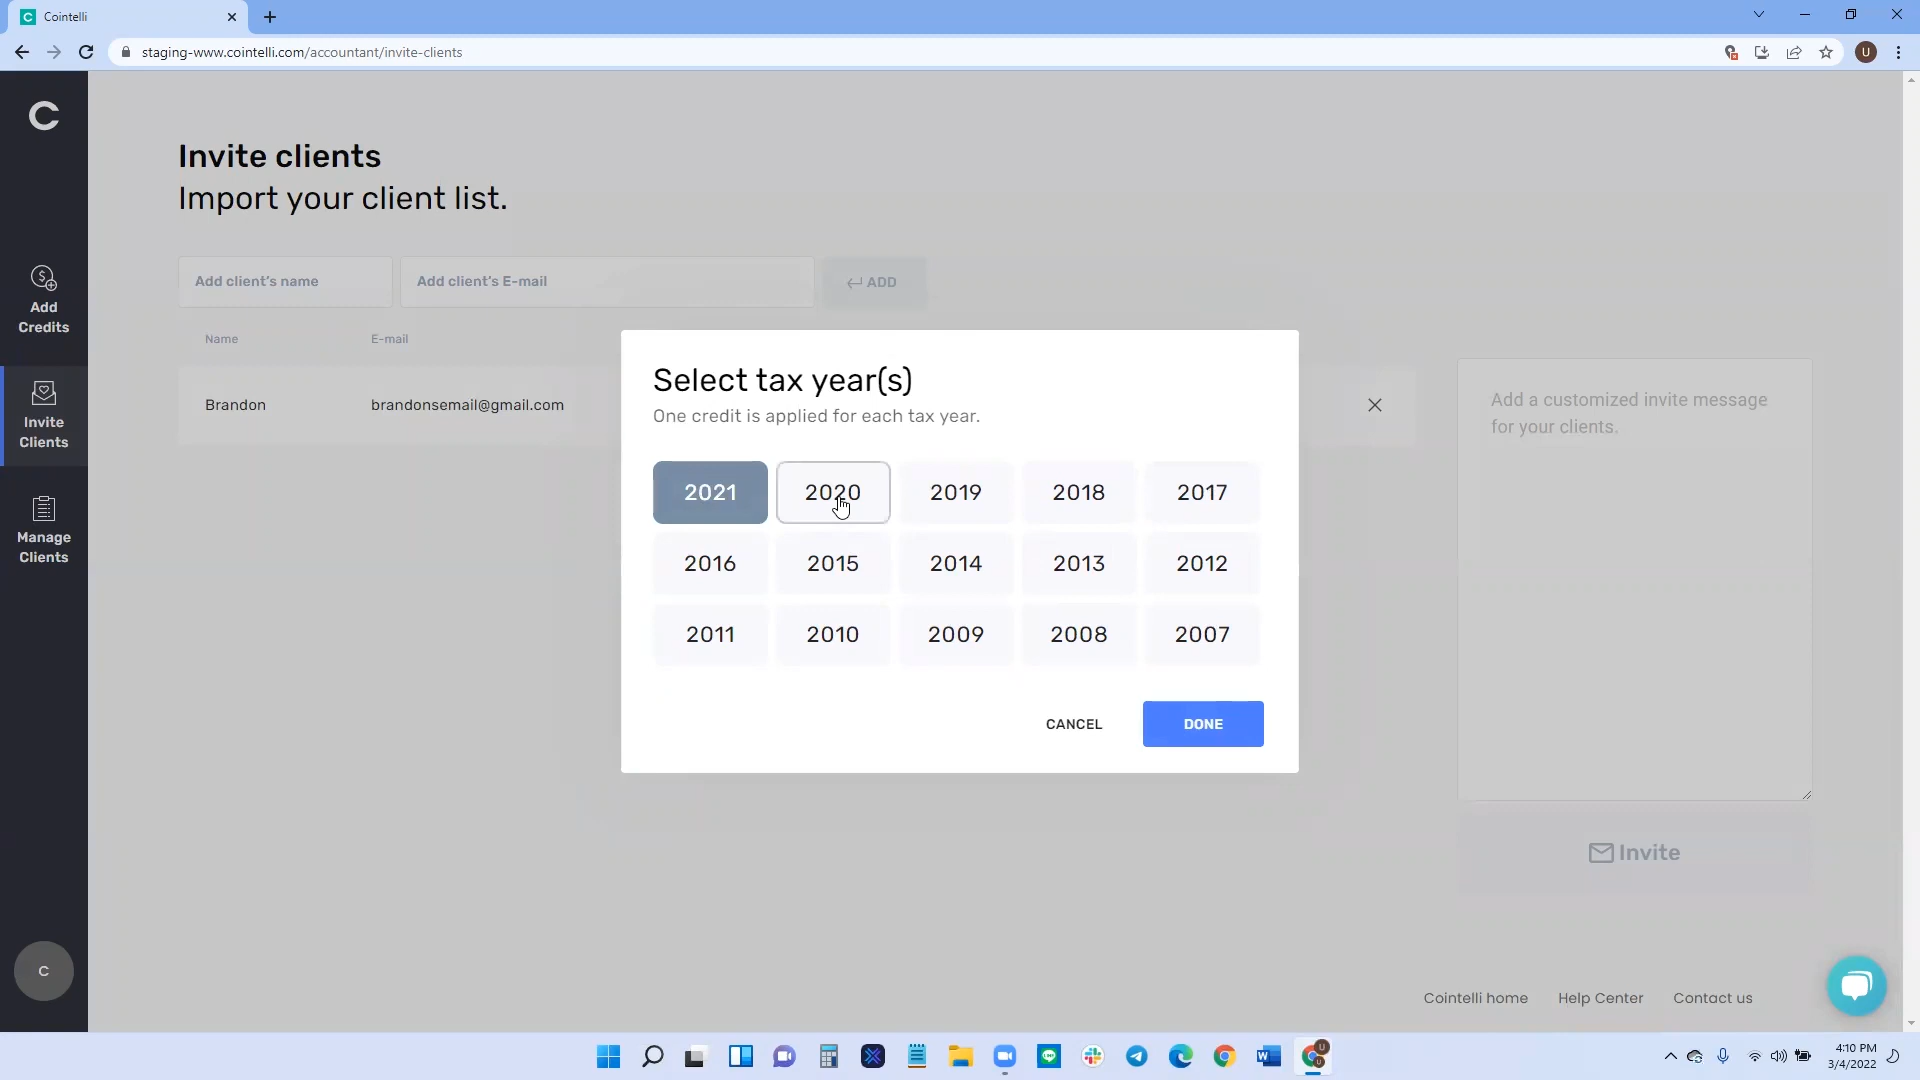 Cointelli
staging-www.cointelli.com/accountant/invite-clients
U
C
Add
Credits
Invite
Clients
Manage
Clients
C
Invite clients
Import your client list.
Add client's name
Add client's E-mail
ADD
Name
E-mail
Brandon
brandonsemail@gmail.com
Add a customized invite message
for your clients.
Select tax year(s)
One credit is applied for each tax year.
2021 2020 2019 2018 2017
2016 2015 2014 2013 2012
2011 2010 2009 2008 2007
CANCEL
DONE
Invite
Cointelli home
Help Center
Contact us
4:10 PM
3/4/2022